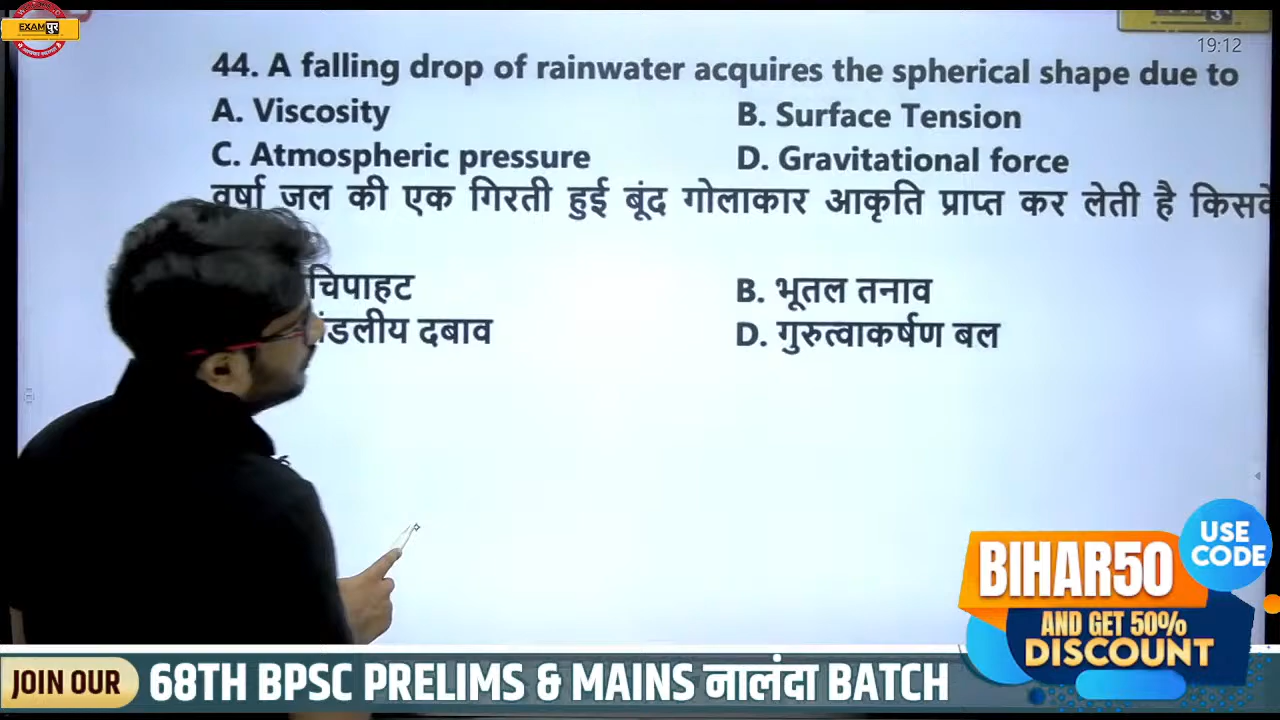 EXAM पुर
19:12
44. A falling drop of rainwater acquires the spherical shape due to
A. Viscosity B. Surface Tension
C. Atmospheric pressure D. Gravitational force
वर्षा जल की एक गिरती हुई बूंद गोलाकार आकृति प्राप्त कर लेती है
चिपाहट B. भूतल तनाव
दबाव D. गुरुत्वाकर्षण बल
USE CODE
BIHAR50
AND GET 50%
DISCOUNT
JOIN OUR 68TH BPSC PRELIMS & MAINS नालंदा BATCH